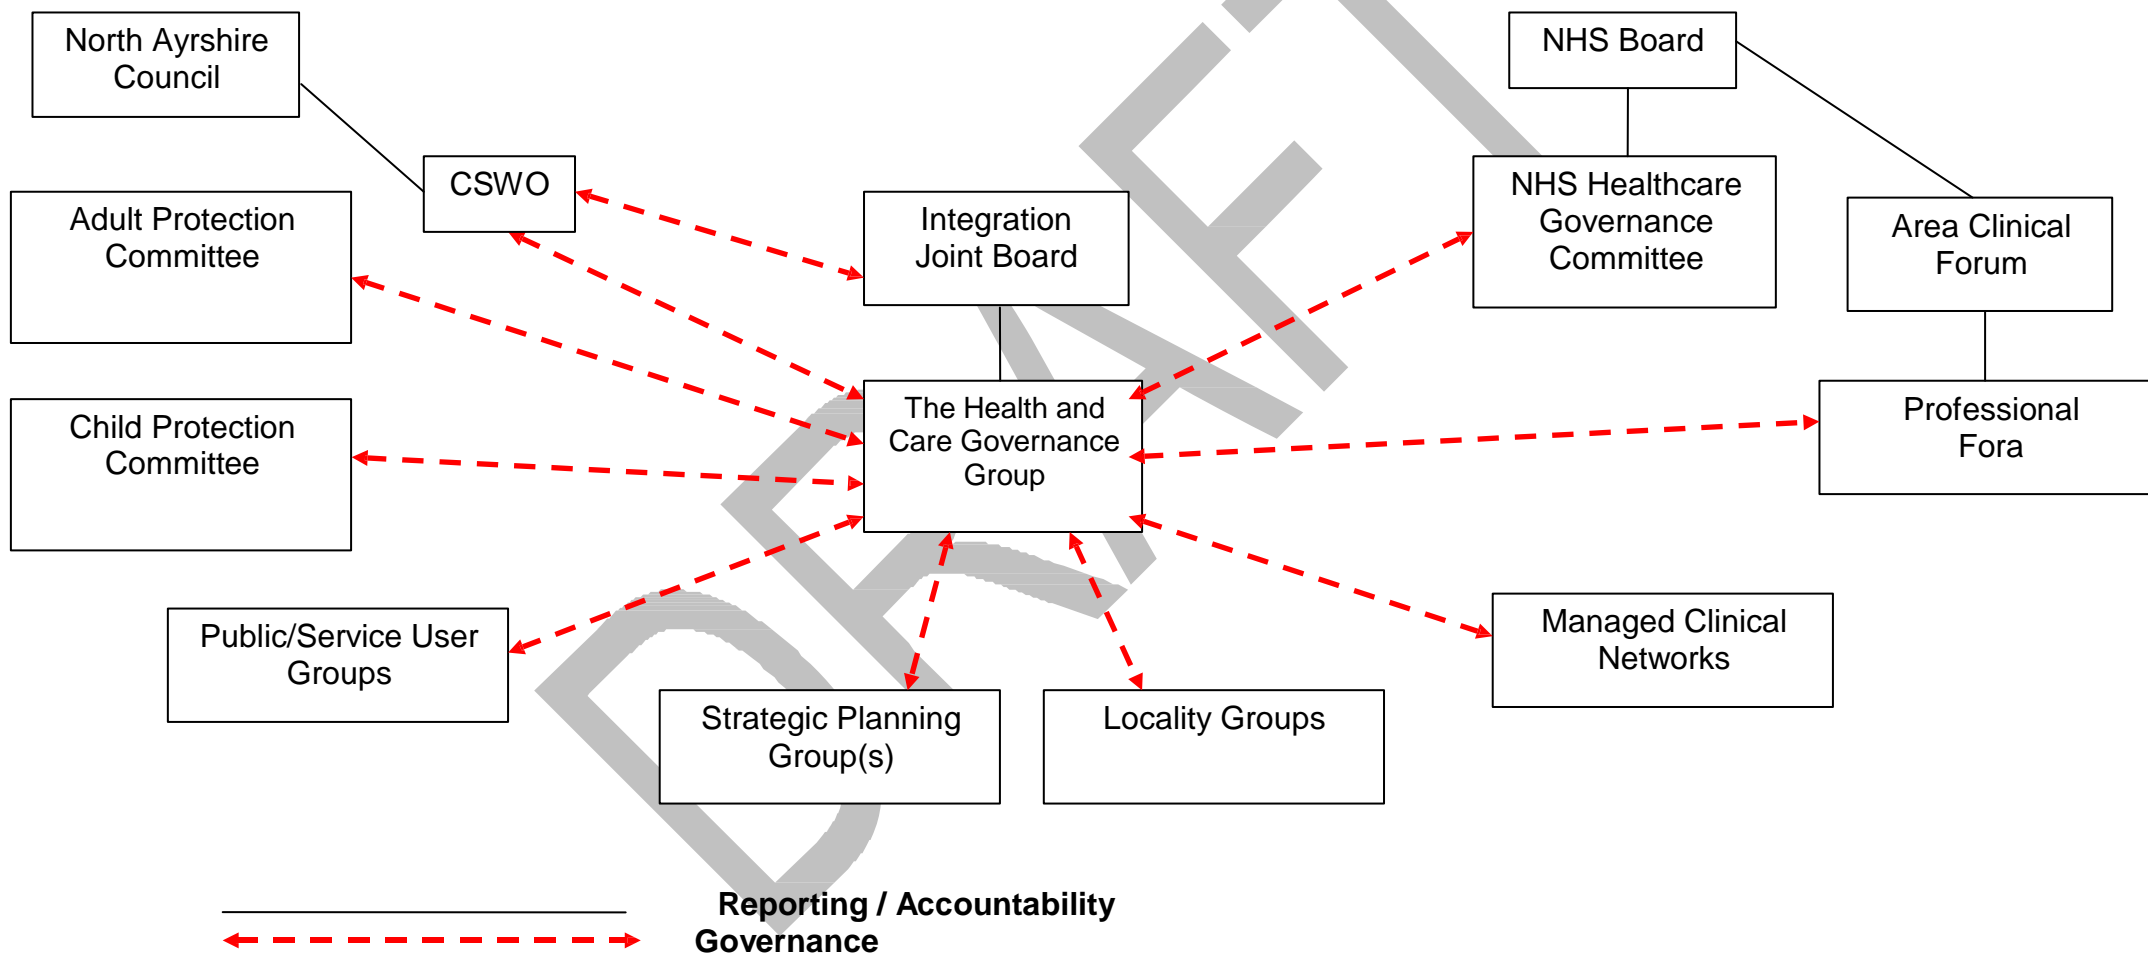 North Ayrshire
Council
NHS Board
CSWO
Adult Protection
Committee
Integration
Joint Board
NHS Healthcare
Governance
Committee
Area Clinical
Forum
Child Protection
Committee
The Health and
Care Governance
Group
Professional
Fora
Public/Service User
Groups
Strategic Planning
Group(s)
Locality Groups
Managed Clinical
Networks
Reporting / Accountability
Governance
DRAFT